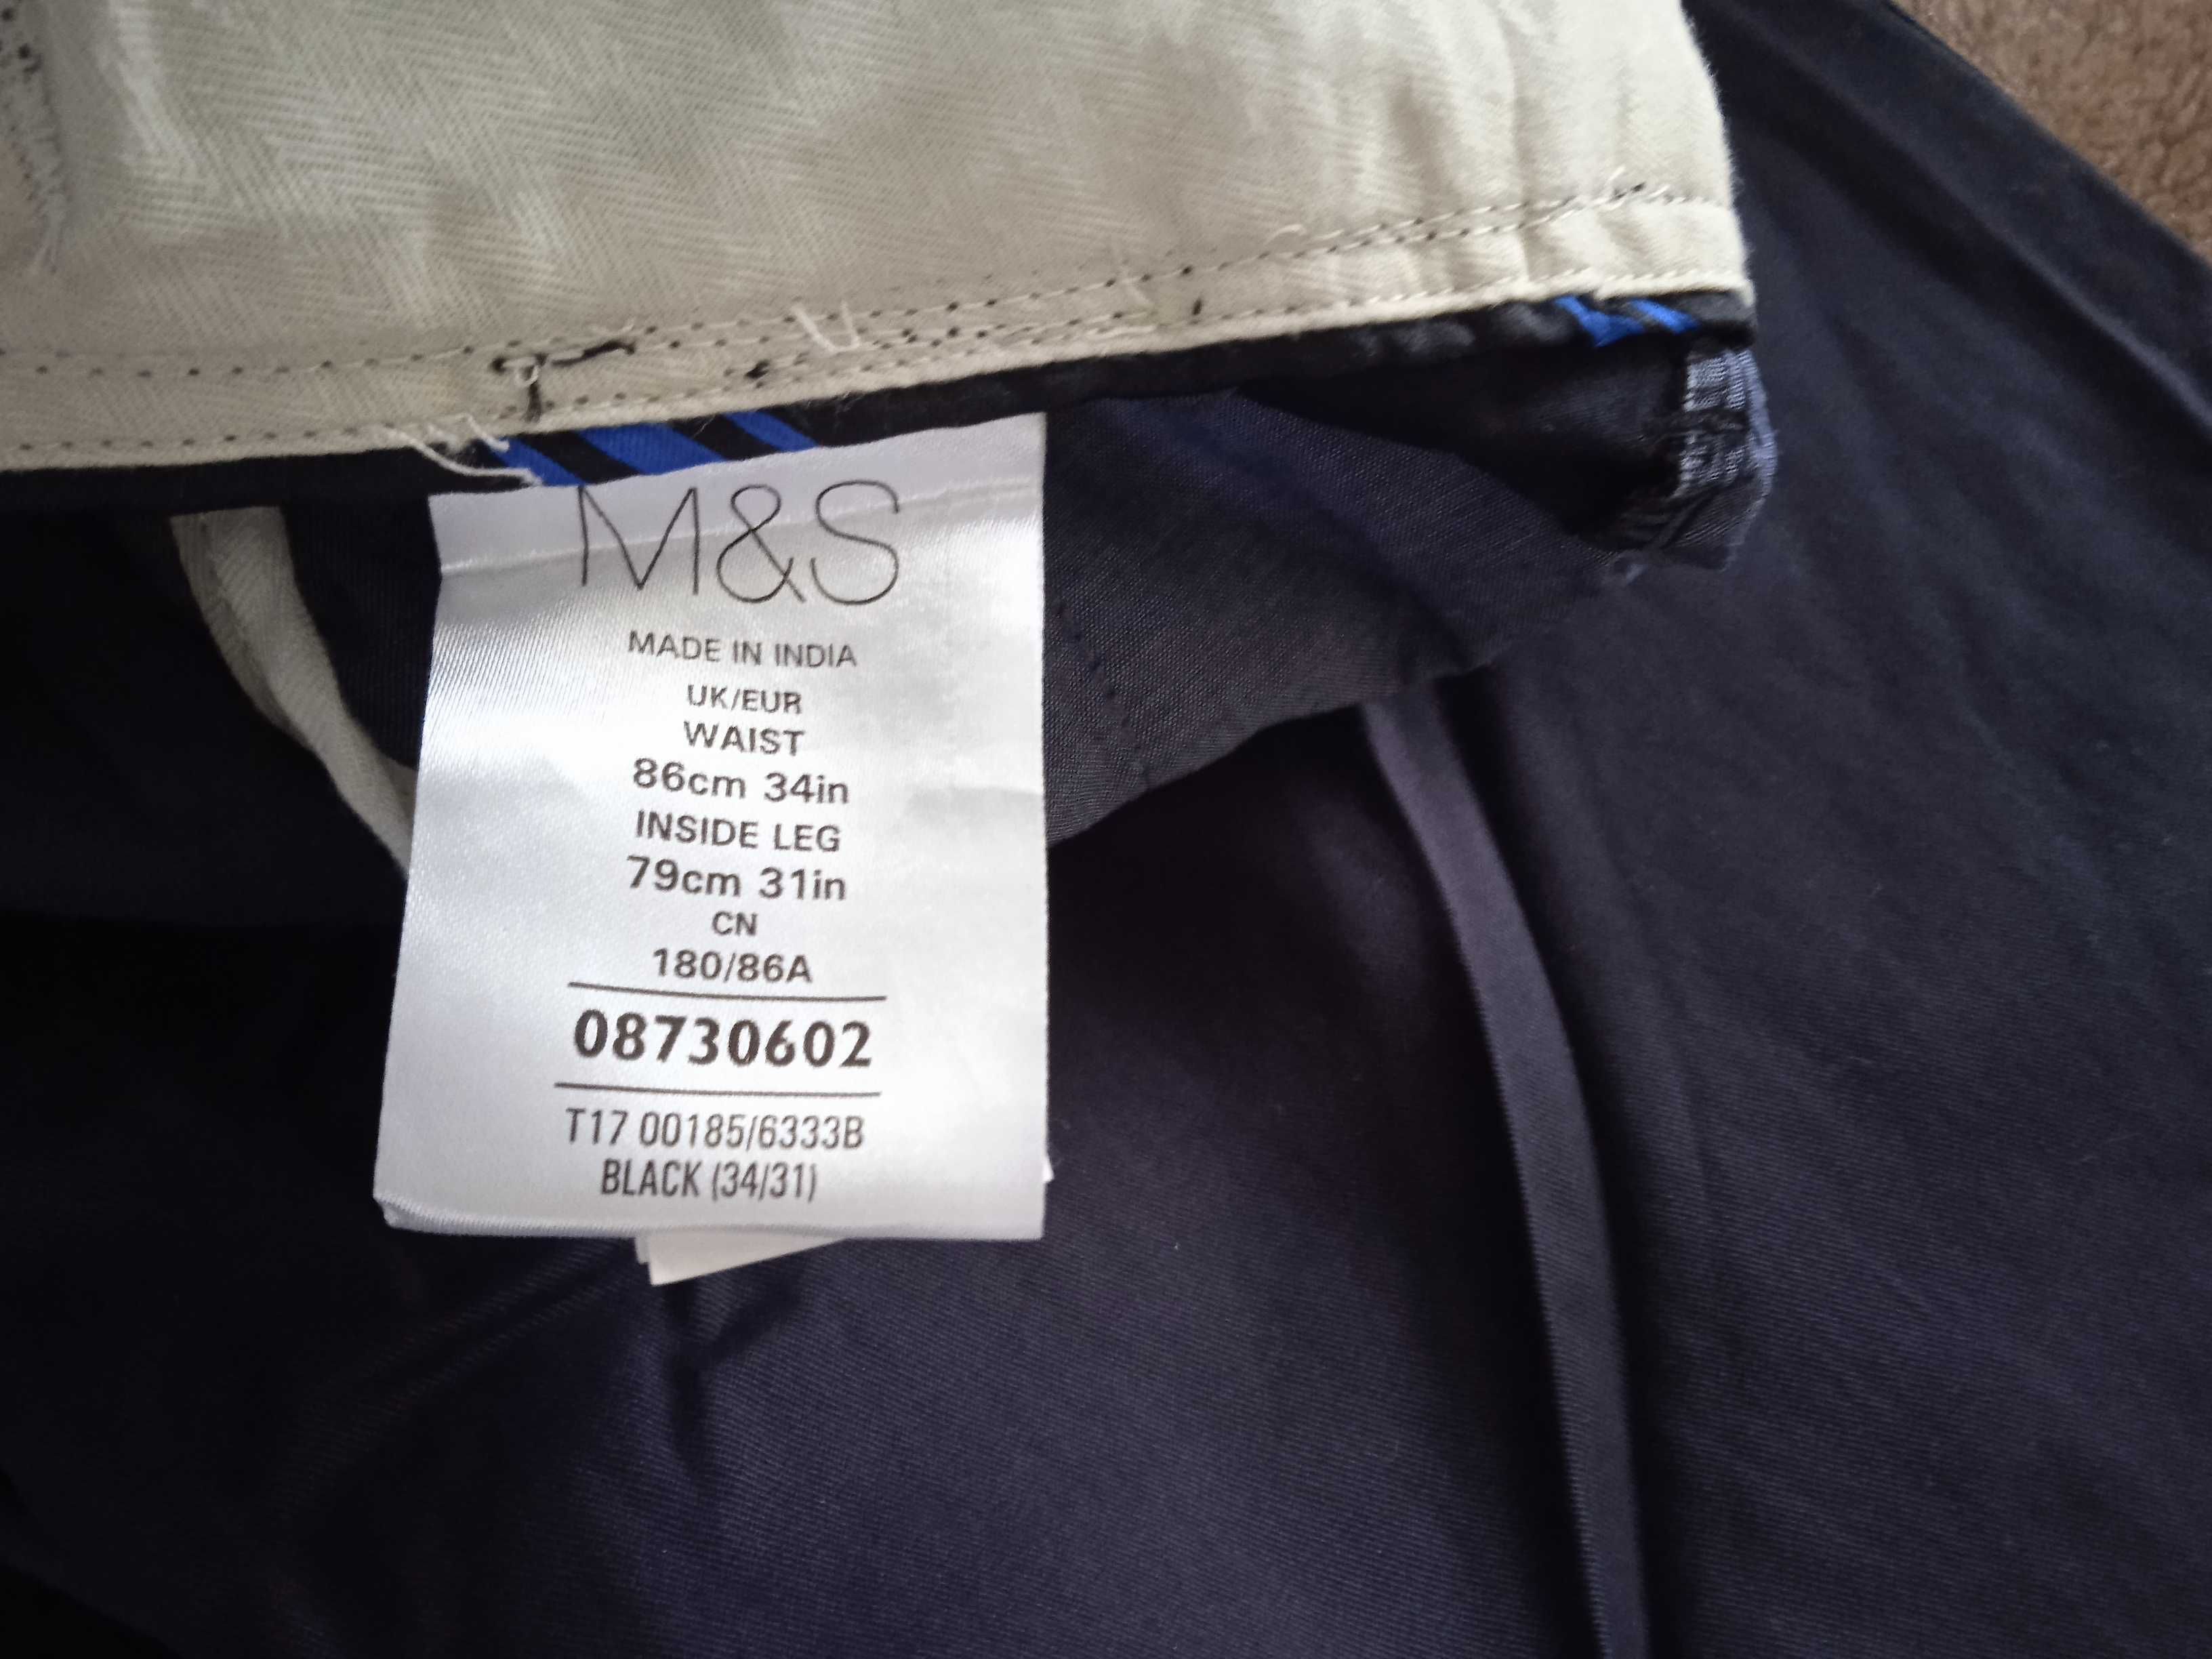 M&S
MADE IN INDIA
UK/EUR
WAIST
86cm 34in
INSIDE LEG
79cm 31in
CN
180/86A
08730602
T17 00185/6333B
BLACK (34/31)